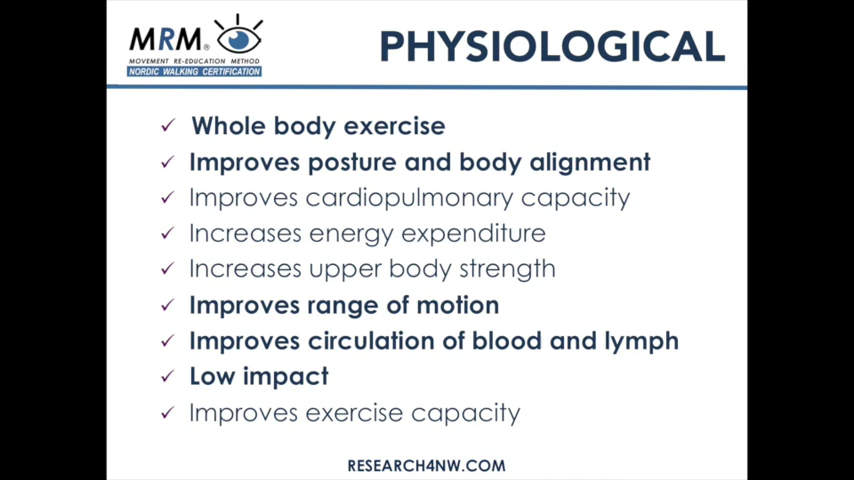 MRM®
MOVEMENT RE-EDUCATION METHOD
NORDIC WALKING CERTIFICATION
PHYSIOLOGICAL
✓ Whole body exercise
✓ Improves posture and body alignment
✓ Improves cardiopulmonary capacity
✓ Increases energy expenditure
✓ Increases upper body strength
✓ Improves range of motion
✓ Improves circulation of blood and lymph
✓ Low impact
✓ Improves exercise capacity
RESEARCH4NW.COM